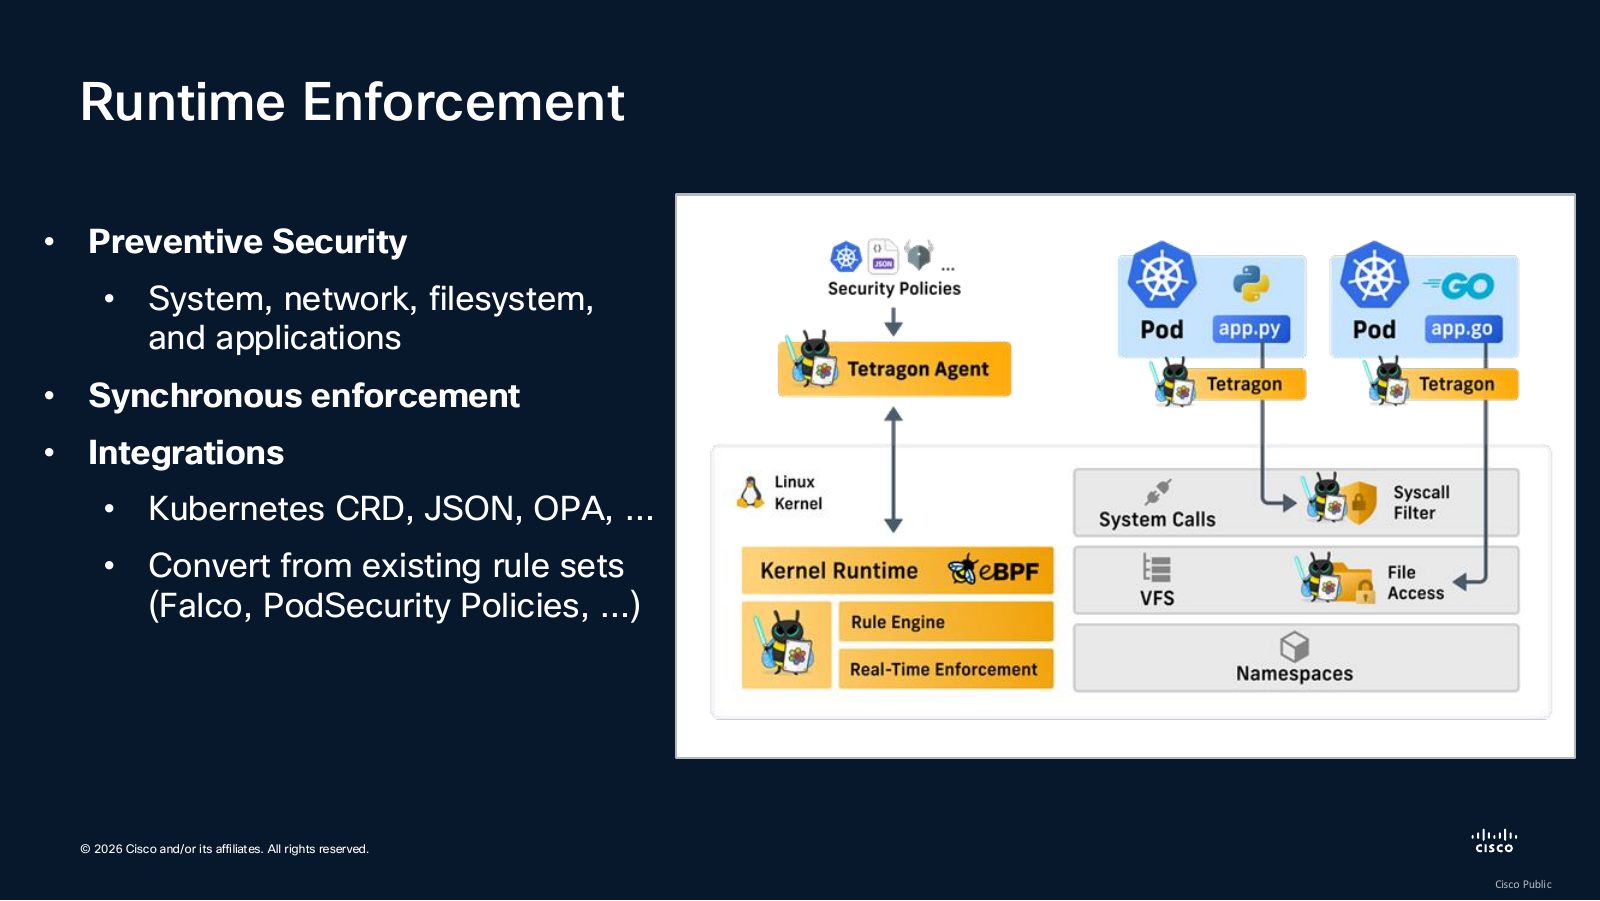 Runtime Enforcement
• Preventive Security
• System, network, filesystem,
and applications
• Synchronous enforcement
• Integrations
• Kubernetes CRD, JSON, OPA, ...
• Convert from existing rule sets
(Falco, PodSecurity Policies, ...)
{} JSON ...
Security Policies
Tetragon Agent
Pod
app.py
Tetragon
GO
Pod
app.go
Tetragon
Linux
Kernel
Kernel Runtime
eBPF
Rule Engine
Real-Time Enforcement
System Calls
Syscall
Filter
VFS
File
Access
Namespaces
© 2026 Cisco and/or its affiliates. All rights reserved.
CISCO
Cisco Public